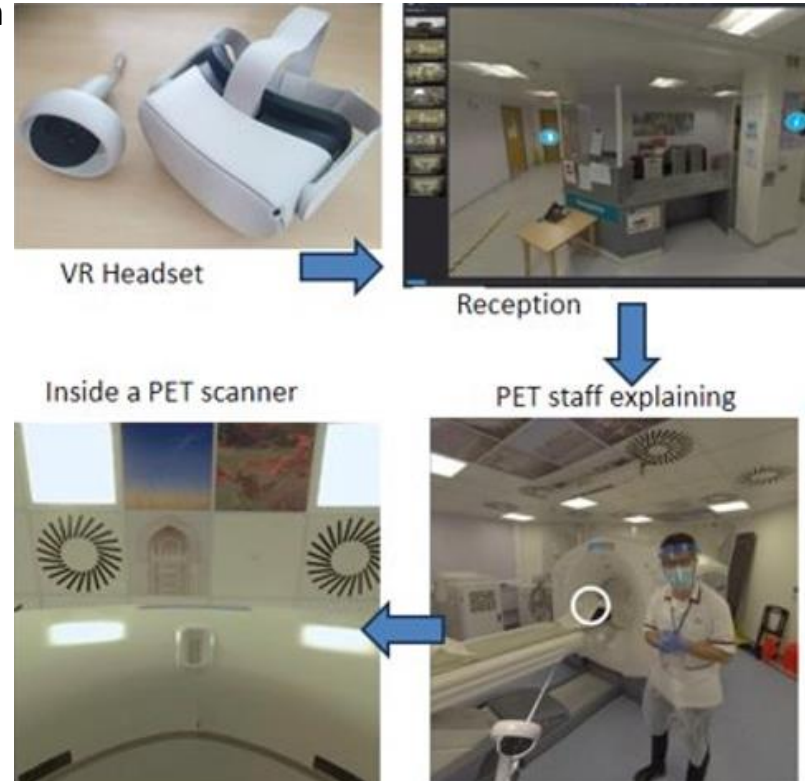 VR Headset
Reception
PET staff explaining
Inside a PET scanner